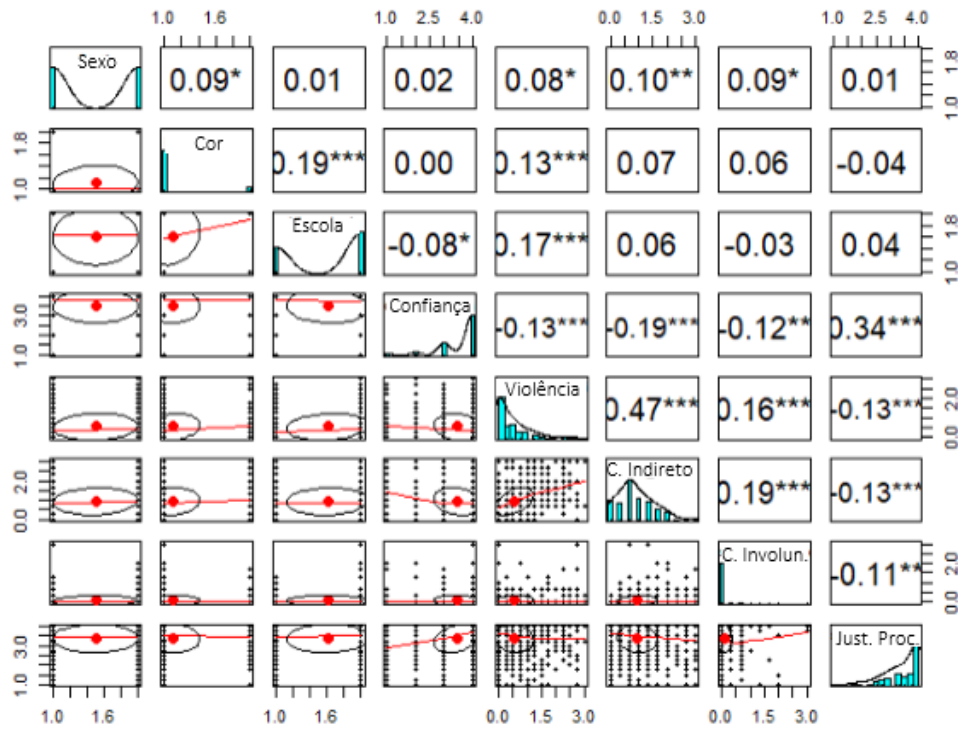 1.0 1.6 1.0 2.5 4.0 0.0 1.5 3.0 1.0 2.5 4.0
Sexo 0.09* 0.01 0.02 0.08* 0.10** 0.09* 0.01 1.0 1.8
1.0 1.8 Cor 0.19*** 0.00 0.13*** 0.07 0.06 -0.04
Escola -0.08* 0.17*** 0.06 -0.03 0.04 1.0 1.8
1.0 3.0 Confiança -0.13*** -0.19*** -0.12** 0.34***
Violência 0.47*** 0.16*** -0.13*** 0.0 2.0
0.0 2.0 C. Indireto 0.19*** -0.13***
C. Involun. -0.11** 0.0 2.0
1.0 3.0 Just. Proc.
1.0 1.6 1.0 1.6 0.0 1.5 3.0 0.0 1.5 3.0